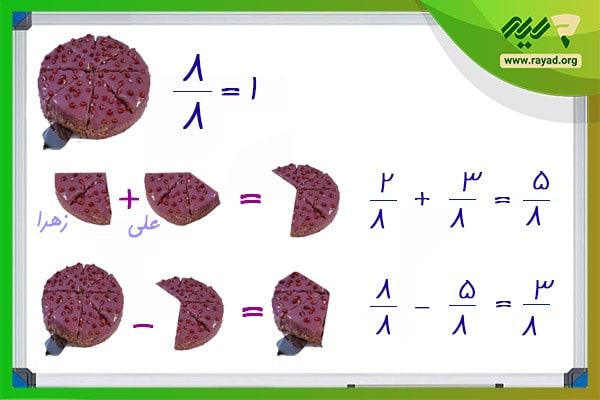 رییاد
www.rayad.org
۸/۸ = ۱
زهرا + علی =
۲/۸ + ۳/۸ = ۵/۸
− =
۸/۸ − ۵/۸ = ۳/۸